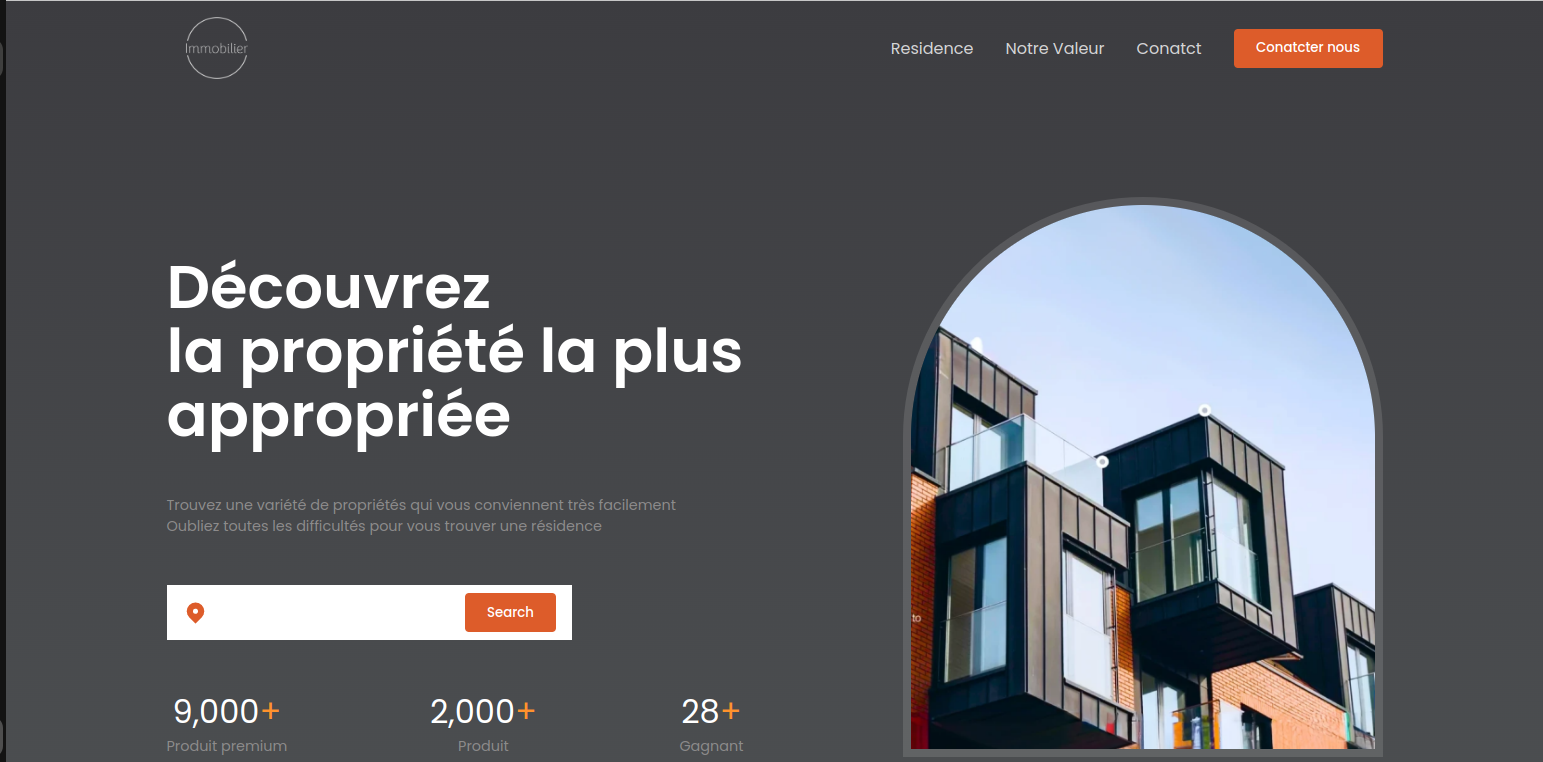 Immobilier
Residence
Notre Valeur
Conatct
Conatcter nous
Découvrez
la propriété la plus
appropriée
Trouvez une variété de propriétés qui vous conviennent très facilement
Oubliez toutes les difficultés pour vous trouver une résidence
Search
9,000+
2,000+
28+
Produit premium
Produit
Gagnant
to